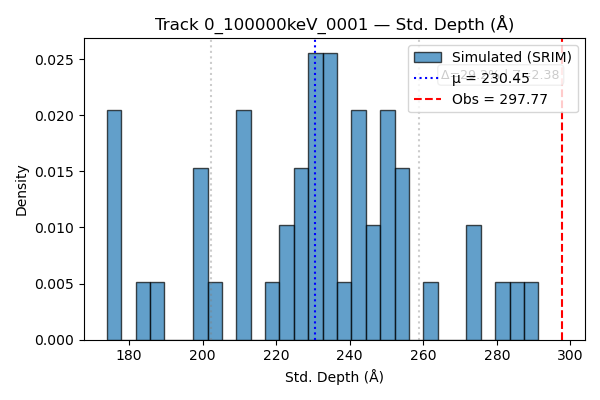 Track 0_100000keV_0001 — Std. Depth (Å)
Simulated (SRIM)
μ = 230.45
Obs = 297.77
Density
0.025
0.020
0.015
0.010
0.005
0.000
180
200
220
240
260
280
300
Std. Depth (Å)